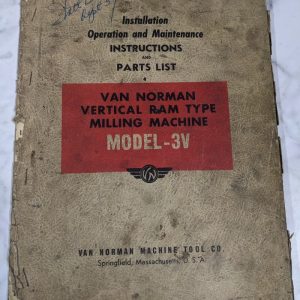 Installation
Operation and Maintenance
INSTRUCTIONS
AND
PARTS LIST
VAN NORMAN
VERTICAL RAM TYPE
MILLING MACHINE
MODEL-3V
VN
VAN NORMAN MACHINE TOOL CO.
Springfield, Massachusetts, U. S. A.